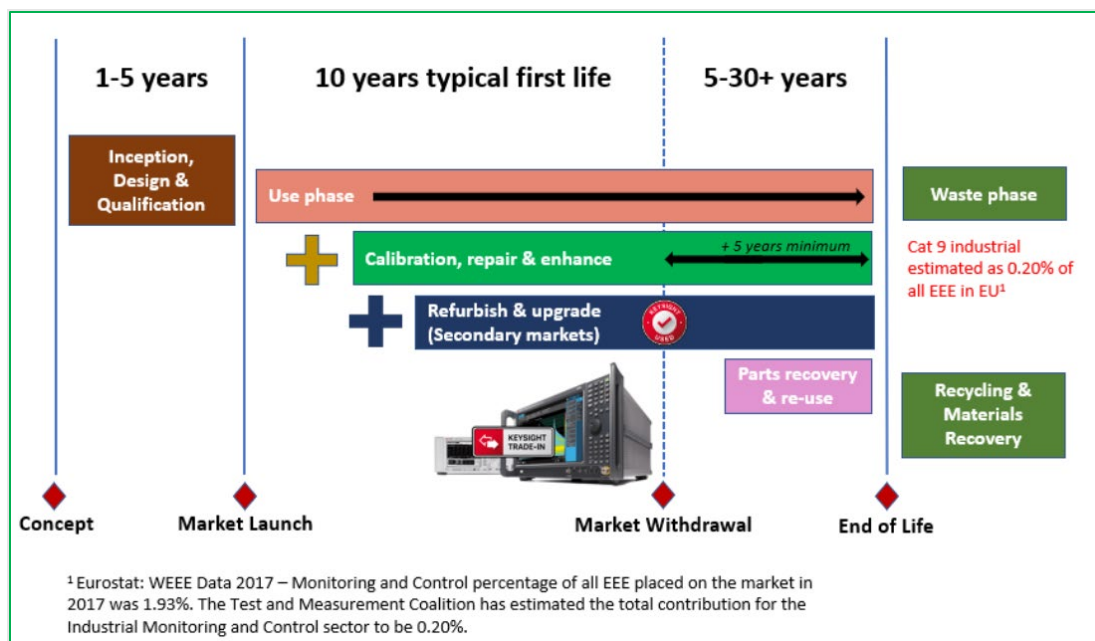 1-5 years
10 years typical first life
5-30+ years
Inception,
Design &
Qualification
Use phase
Waste phase
Calibration, repair & enhance
+ 5 years minimum
Cat 9 industrial
estimated as 0.20% of
all EEE in EU¹
Refurbish & upgrade
(Secondary markets)
KEYSIGHT
USED
Parts recovery
& re-use
Recycling &
Materials
Recovery
KEYSIGHT
TRADE-IN
Concept
Market Launch
Market Withdrawal
End of Life
¹ Eurostat: WEEE Data 2017 – Monitoring and Control percentage of all EEE placed on the market in
2017 was 1.93%. The Test and Measurement Coalition has estimated the total contribution for the
Industrial Monitoring and Control sector to be 0.20%.